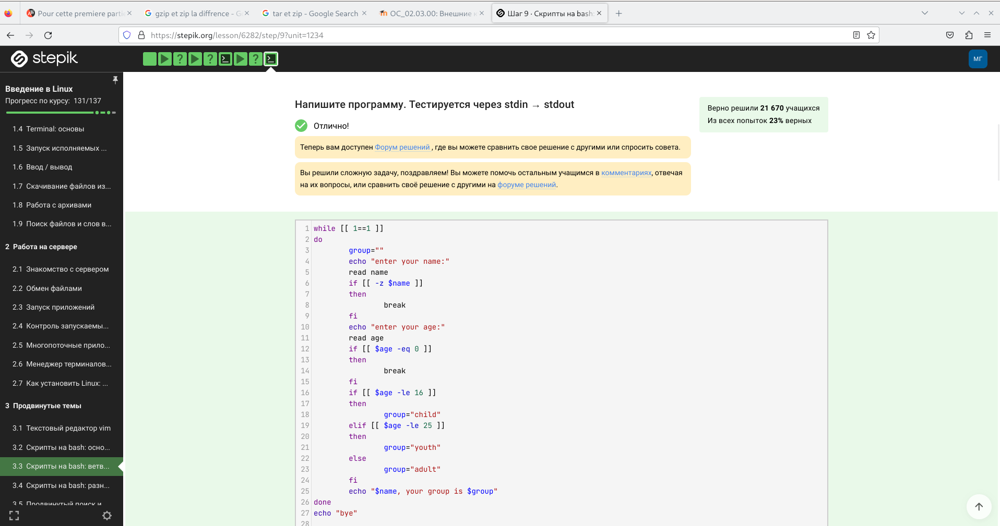 Pour cette premiere parti
gzip et zip la diffrence - G
tar et zip - Google Search
ОС_02.03.00: Внешние к
Шаг 9 · Скрипты на bash:
https://stepik.org/lesson/6282/step/9?unit=1234
stepik
МГ
Введение в Linux
Прогресс по курсу: 131/137
1.4 Terminal: основы
1.5 Запуск исполняемых ...
1.6 Ввод / вывод
1.7 Скачивание файлов из...
1.8 Работа с архивами
1.9 Поиск файлов и слов в...
2 Работа на сервере
2.1 Знакомство с сервером
2.2 Обмен файлами
2.3 Запуск приложений
2.4 Контроль запускаемы...
2.5 Многопоточные прило...
2.6 Менеджер терминалов...
2.7 Как установить Linux: ...
3 Продвинутые темы
3.1 Текстовый редактор vim
3.2 Скрипты на bash: осно...
3.3 Скрипты на bash: ветв...
3.4 Скрипты на bash: разн...
3.5 Продвинутый поиск и
Напишите программу. Тестируется через stdin → stdout
Отлично!
Теперь вам доступен Форум решений , где вы можете сравнить свое решение с другими или спросить совета.
Вы решили сложную задачу, поздравляем! Вы можете помочь остальным учащимся в комментариях, отвечая
на их вопросы, или сравнить своё решение с другими на форуме решений.
Верно решили 21 670 учащихся
Из всех попыток 23% верных
1 while [[ 1==1 ]]
2 do
3 group=""
4 echo "enter your name:"
5 read name
6 if [[ -z $name ]]
7 then
8 break
9 fi
10 echo "enter your age:"
11 read age
12 if [[ $age -eq 0 ]]
13 then
14 break
15 fi
16 if [[ $age -le 16 ]]
17 then
18 group="child"
19 elif [[ $age -le 25 ]]
20 then
21 group="youth"
22 else
23 group="adult"
24 fi
25 echo "$name, your group is $group"
26 done
27 echo "bye"
28